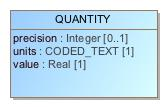 QUANTITY
precision : Integer [0..1]
units : CODED_TEXT [1]
value : Real [1]